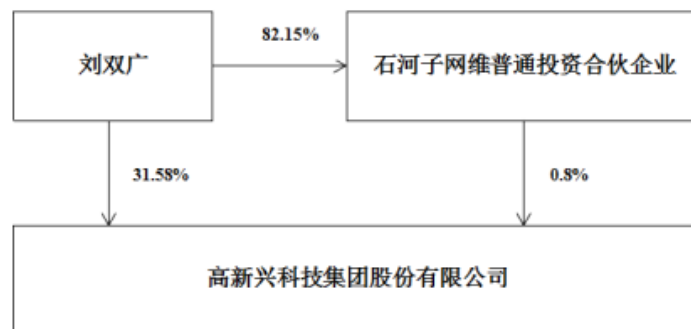 82.15%
刘双广
石河子网维普通投资合伙企业
31.58%
0.8%
高新兴科技集团股份有限公司